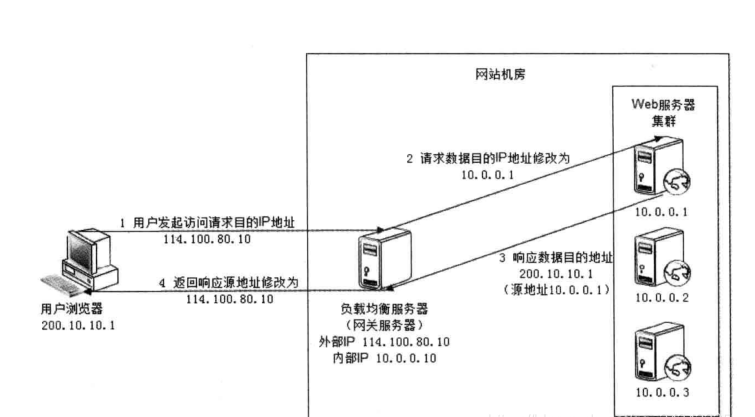 网站机房
Web服务器
集群
2 请求数据目的IP地址修改为
10.0.0.1
10.0.0.1
1 用户发起访问请求目的IP地址
114.100.80.10
3 响应数据目的地址
200.10.10.1
(源地址10.0.0.1)
4 返回响应源地址修改为
114.100.80.10
10.0.0.2
用户浏览器
200.10.10.1
负载均衡服务器
(网关服务器)
外部IP 114.100.80.10
内部IP 10.0.0.10
10.0.0.3